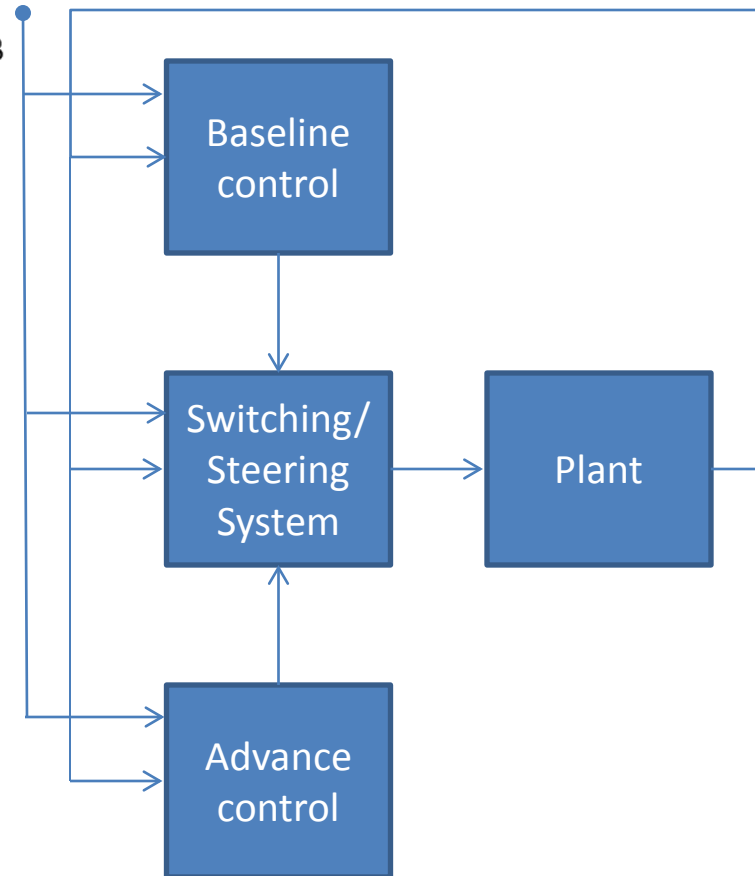 Baseline
control
Switching/
Steering
System
Plant
Advance
control